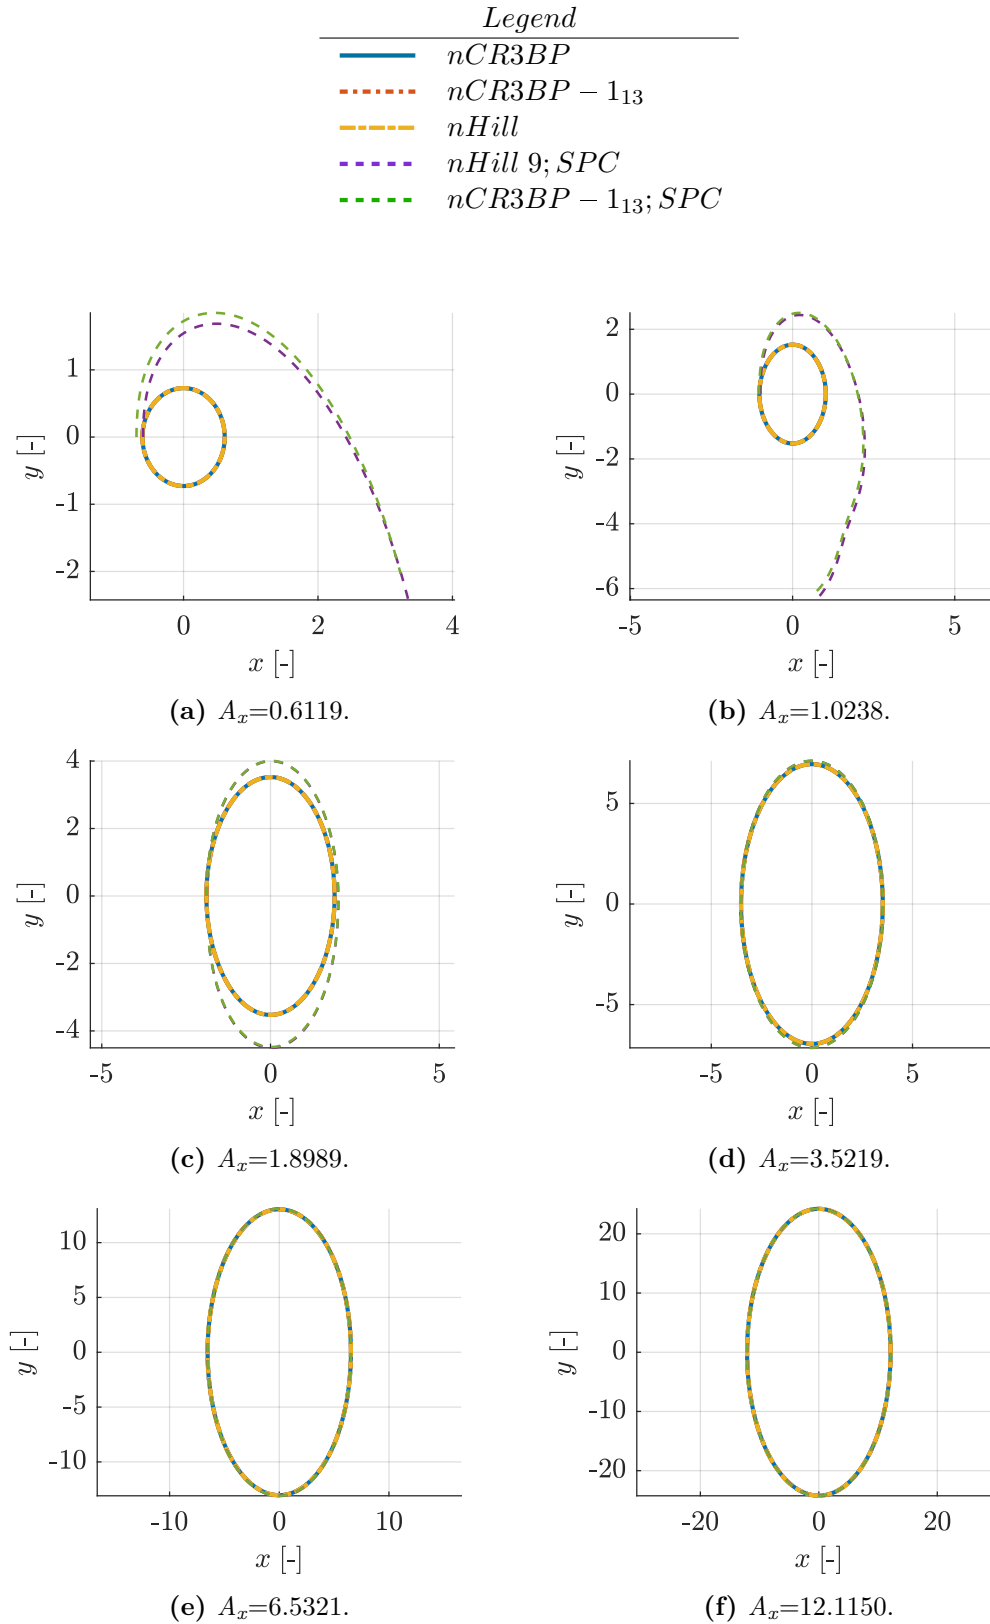 Legend
nCR3BP
nCR3BP − 1₁₃
nHill
nHill 9; SPC
nCR3BP − 1₁₃; SPC
1
0
-1
-2
y [-]
0 2 4
x [-]
(a) Aₓ=0.6119.
2
0
-2
-4
-6
y [-]
-5 0 5
x [-]
(b) Aₓ=1.0238.
4
2
0
-2
-4
y [-]
-5 0 5
x [-]
(c) Aₓ=1.8989.
5
0
-5
y [-]
-5 0 5
x [-]
(d) Aₓ=3.5219.
10
5
0
-5
-10
y [-]
-10 0 10
x [-]
(e) Aₓ=6.5321.
20
10
0
-10
-20
y [-]
-20 0 20
x [-]
(f) Aₓ=12.1150.